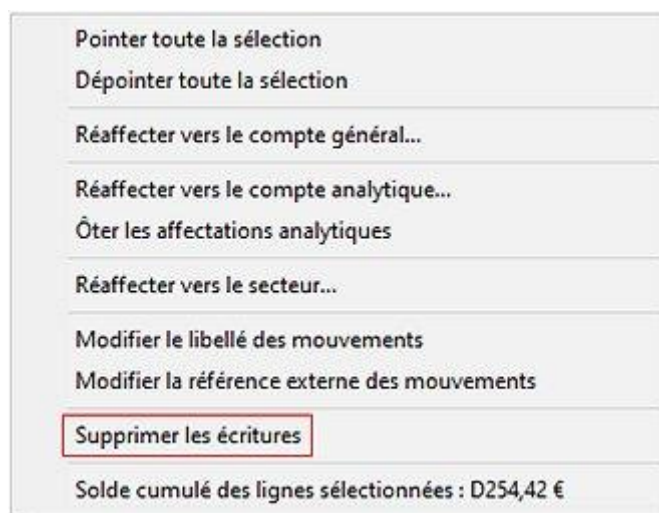 Pointer toute la sélection
Dépointer toute la sélection
Réaffecter vers le compte général...
Réaffecter vers le compte analytique...
Ôter les affectations analytiques
Réaffecter vers le secteur...
Modifier le libellé des mouvements
Modifier la référence externe des mouvements
Supprimer les écritures
Solde cumulé des lignes sélectionnées : D254,42 €